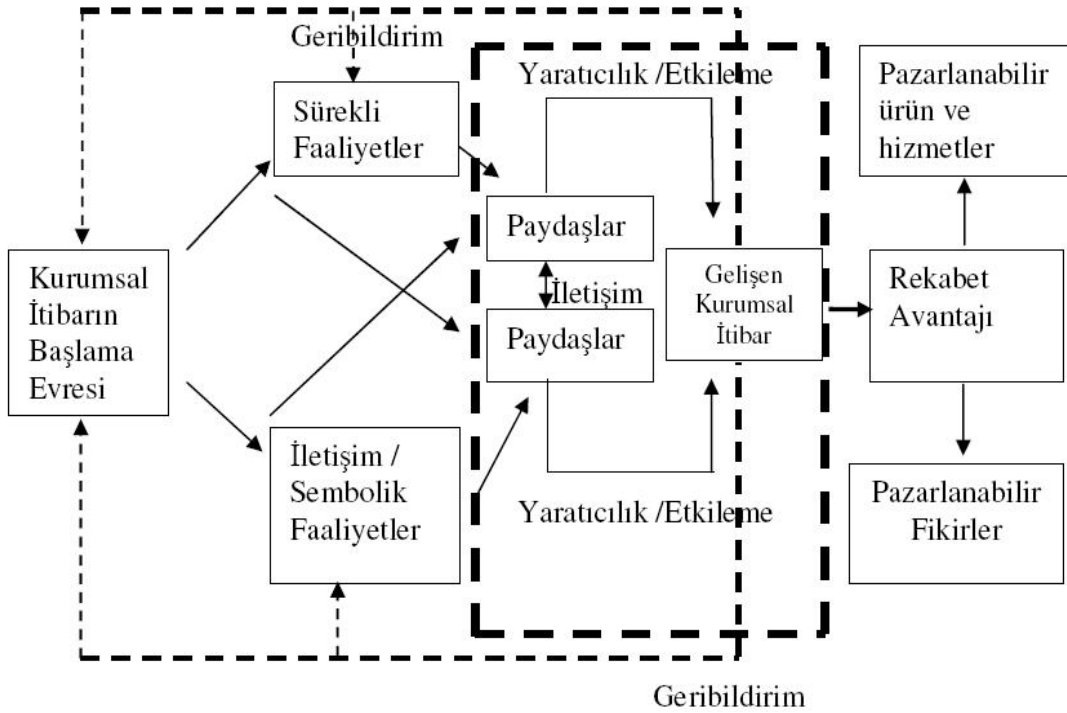 Geribildirim
Yaratıcılık /Etkileme
Pazarlanabilir
ürün ve
hizmetler
Sürekli
Faaliyetler
Paydaşlar
Kurumsal
İtibarın
Başlama
Evresi
İletişim
Gelişen
Kurumsal
İtibar
Rekabet
Avantajı
Paydaşlar
İletişim /
Sembolik
Faaliyetler
Yaratıcılık /Etkileme
Pazarlanabilir
Fikirler
Geribildirim